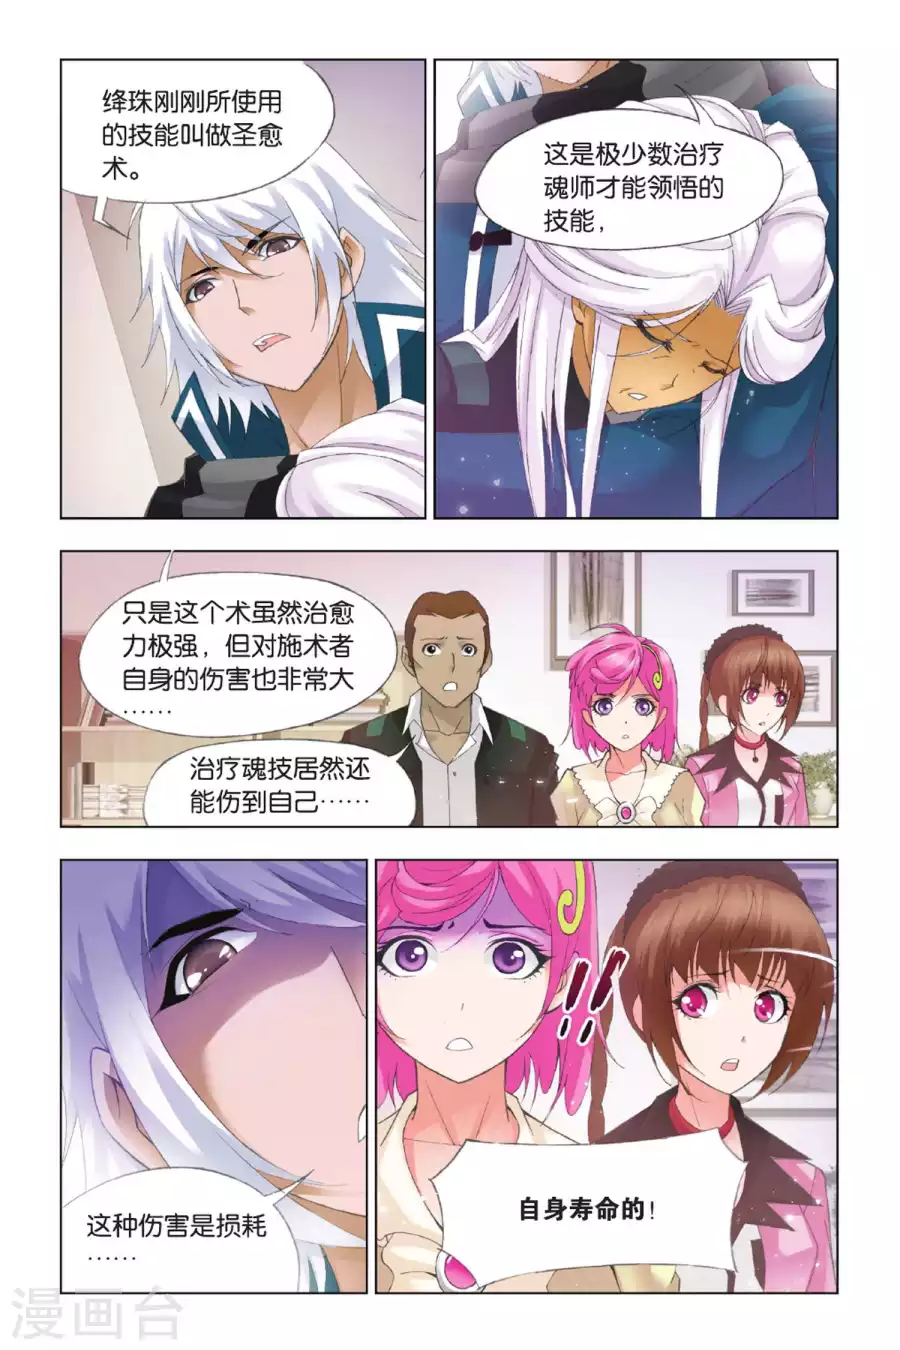 绛珠刚刚所使用
的技能叫做圣愈
术。
这是极少数治疗
魂师才能领悟的
技能，
只是这个术虽然治愈
力极强，但对施术者
自身的伤害也非常大
……
治疗魂技居然还
能伤到自己……
这种伤害是损耗
……
!!
自身寿命的！
漫画台